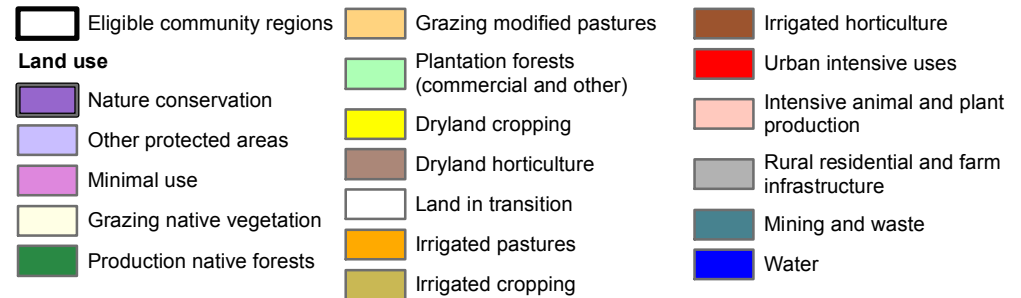 Eligible community regions
Land use
Nature conservation
Other protected areas
Minimal use
Grazing native vegetation
Production native forests
Grazing modified pastures
Plantation forests
(commercial and other)
Dryland cropping
Dryland horticulture
Land in transition
Irrigated pastures
Irrigated cropping
Irrigated horticulture
Urban intensive uses
Intensive animal and plant
production
Rural residential and farm
infrastructure
Mining and waste
Water